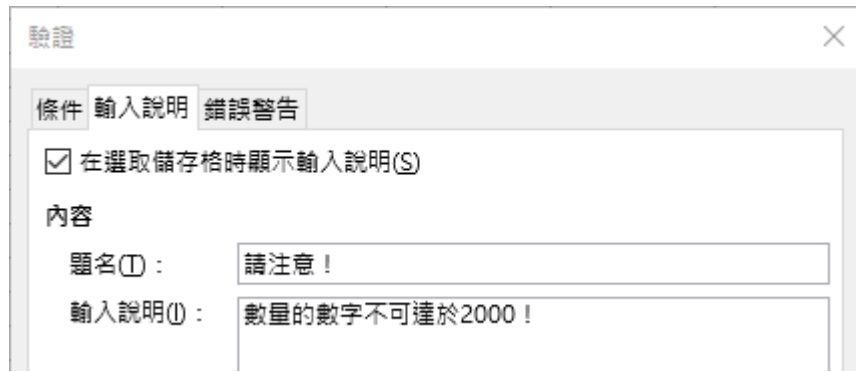 驗證
條件 輸入說明 錯誤警告
在選取儲存格時顯示輸入說明(S)
內容
題名(T)：
請注意！
輸入說明(I)：
數量的數字不可達於2000！